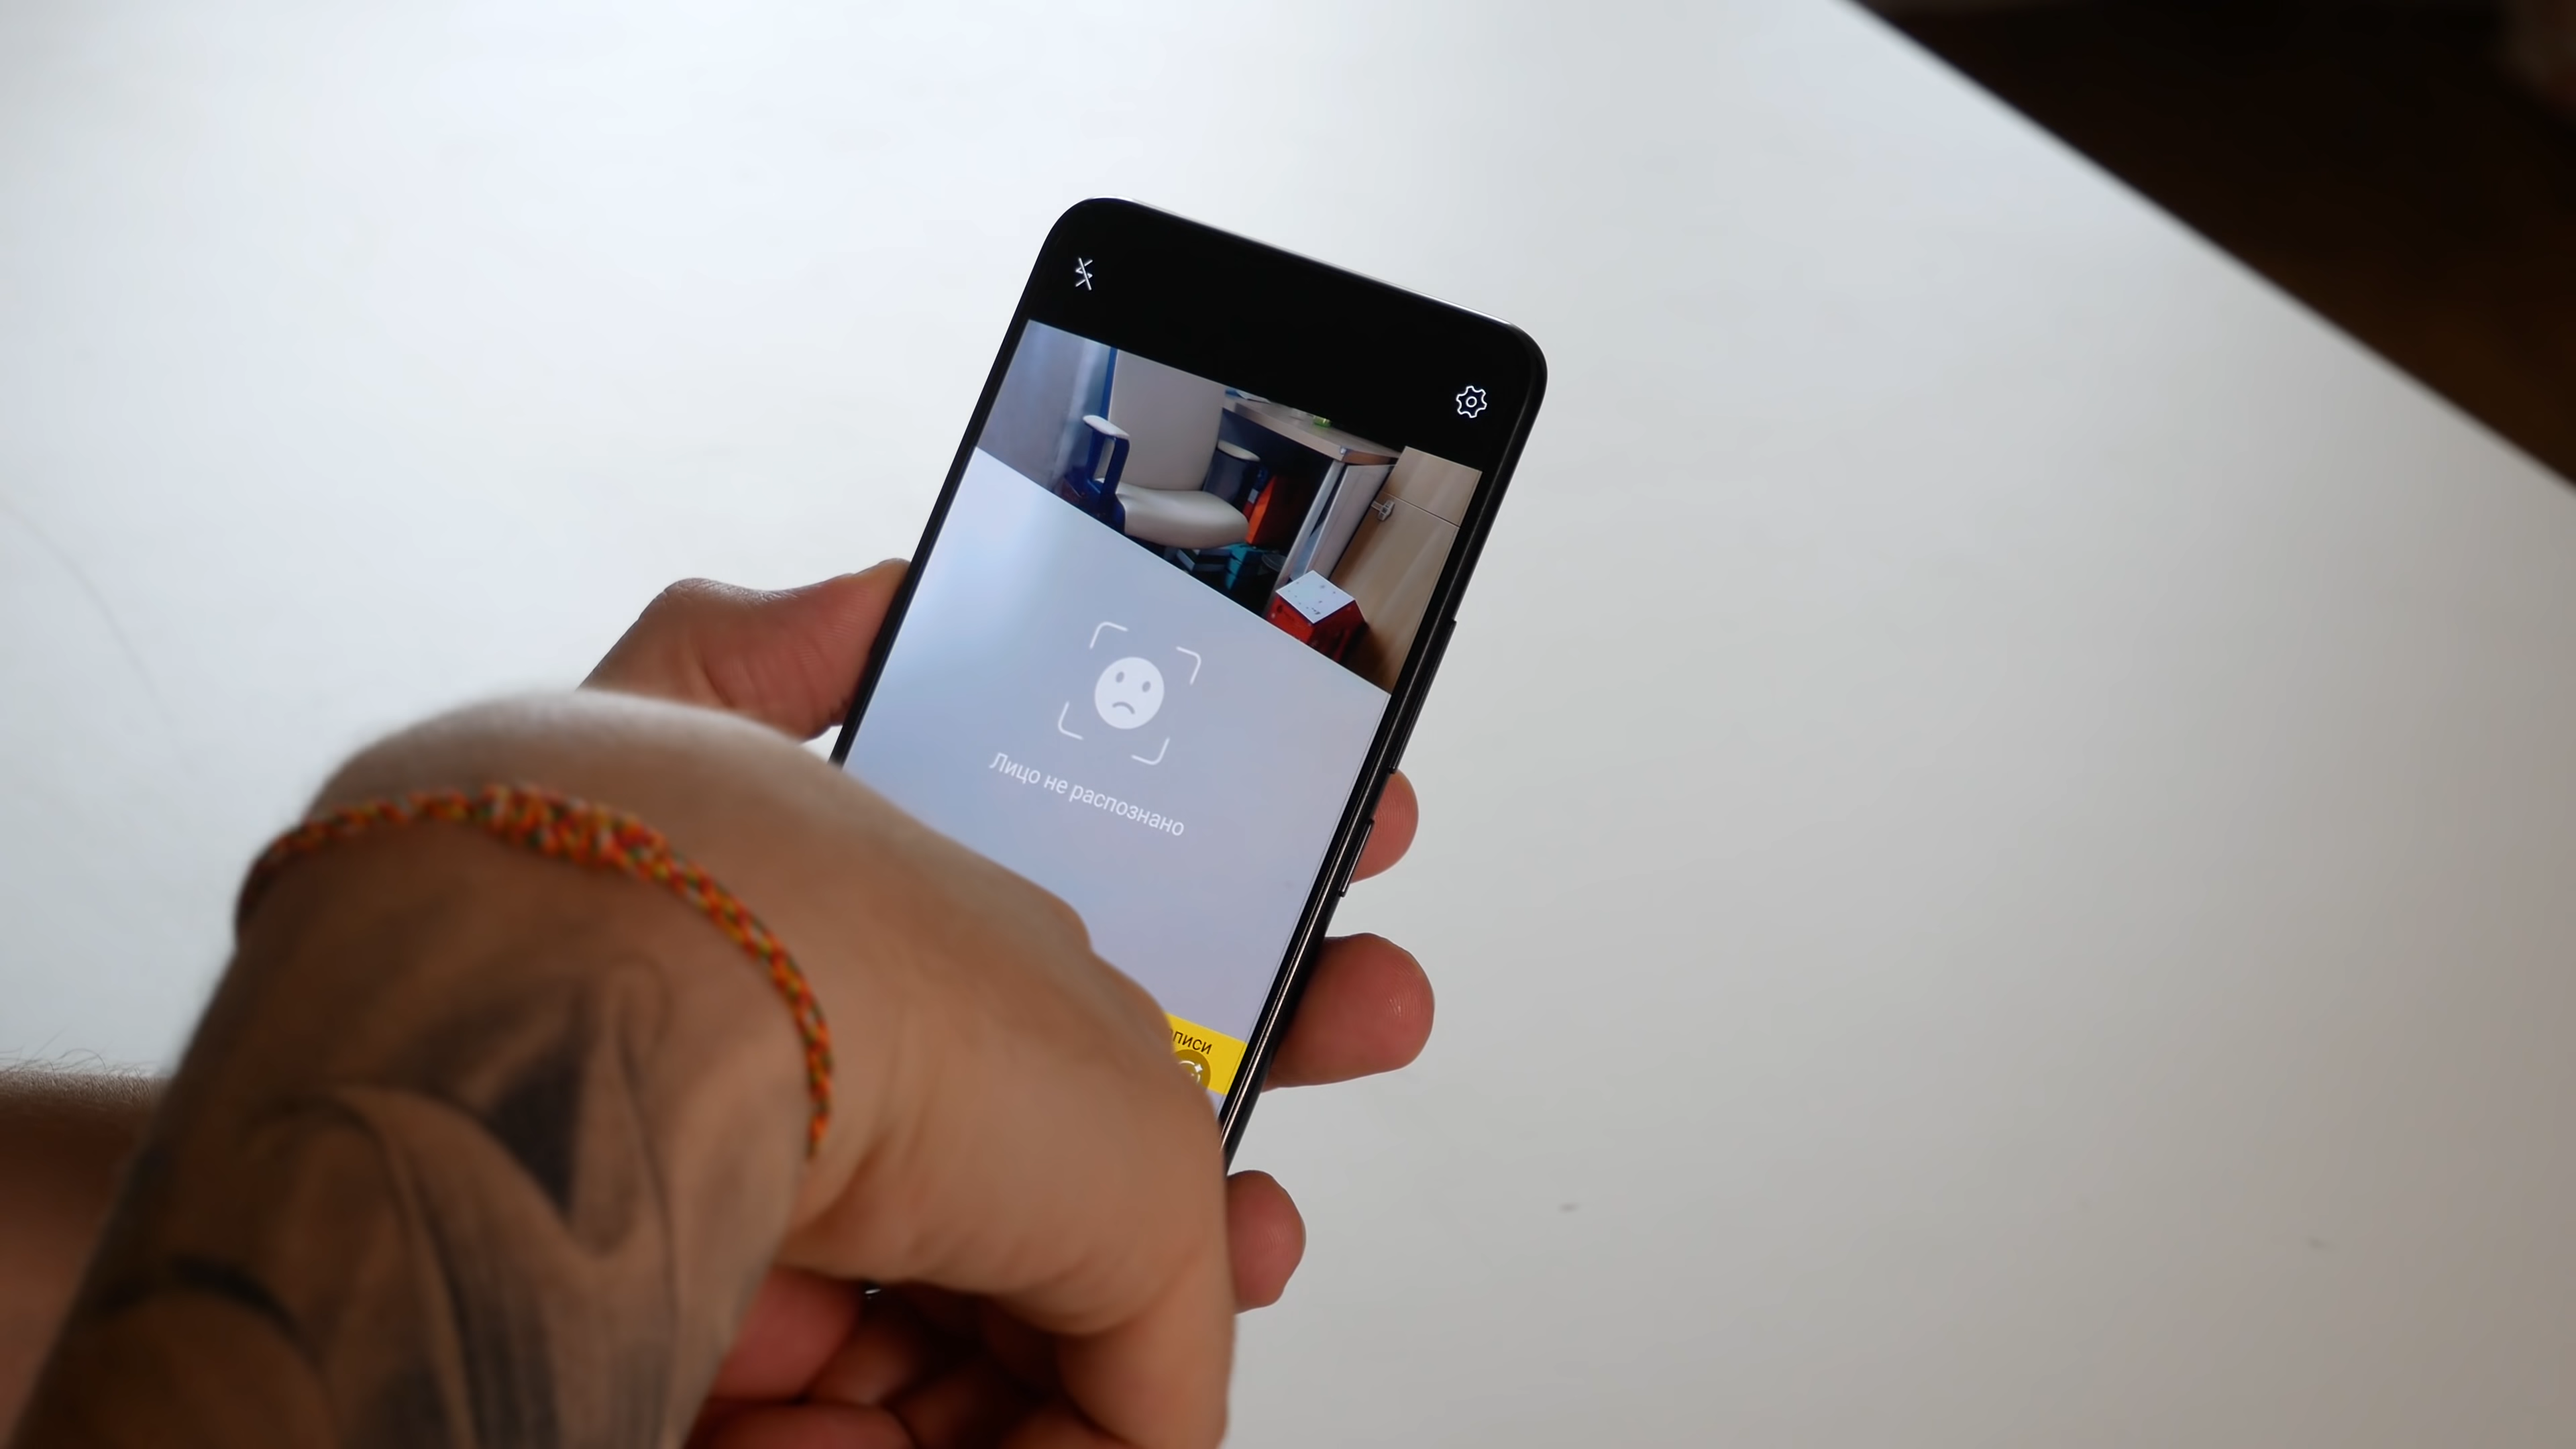 Лицо не распознано